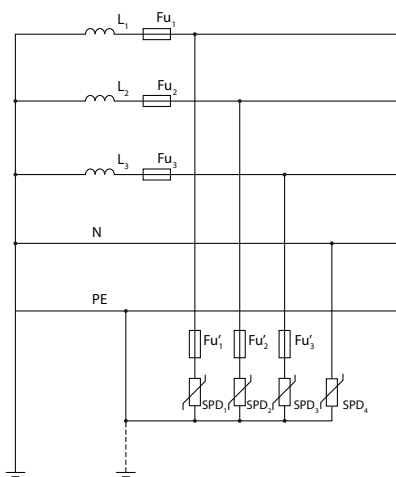 L₁ Fu₁
L₂ Fu₂
L₃ Fu₃
N
PE
Fu'₁ Fu'₂ Fu'₃
SPD₁ SPD₂ SPD₃ SPD₄